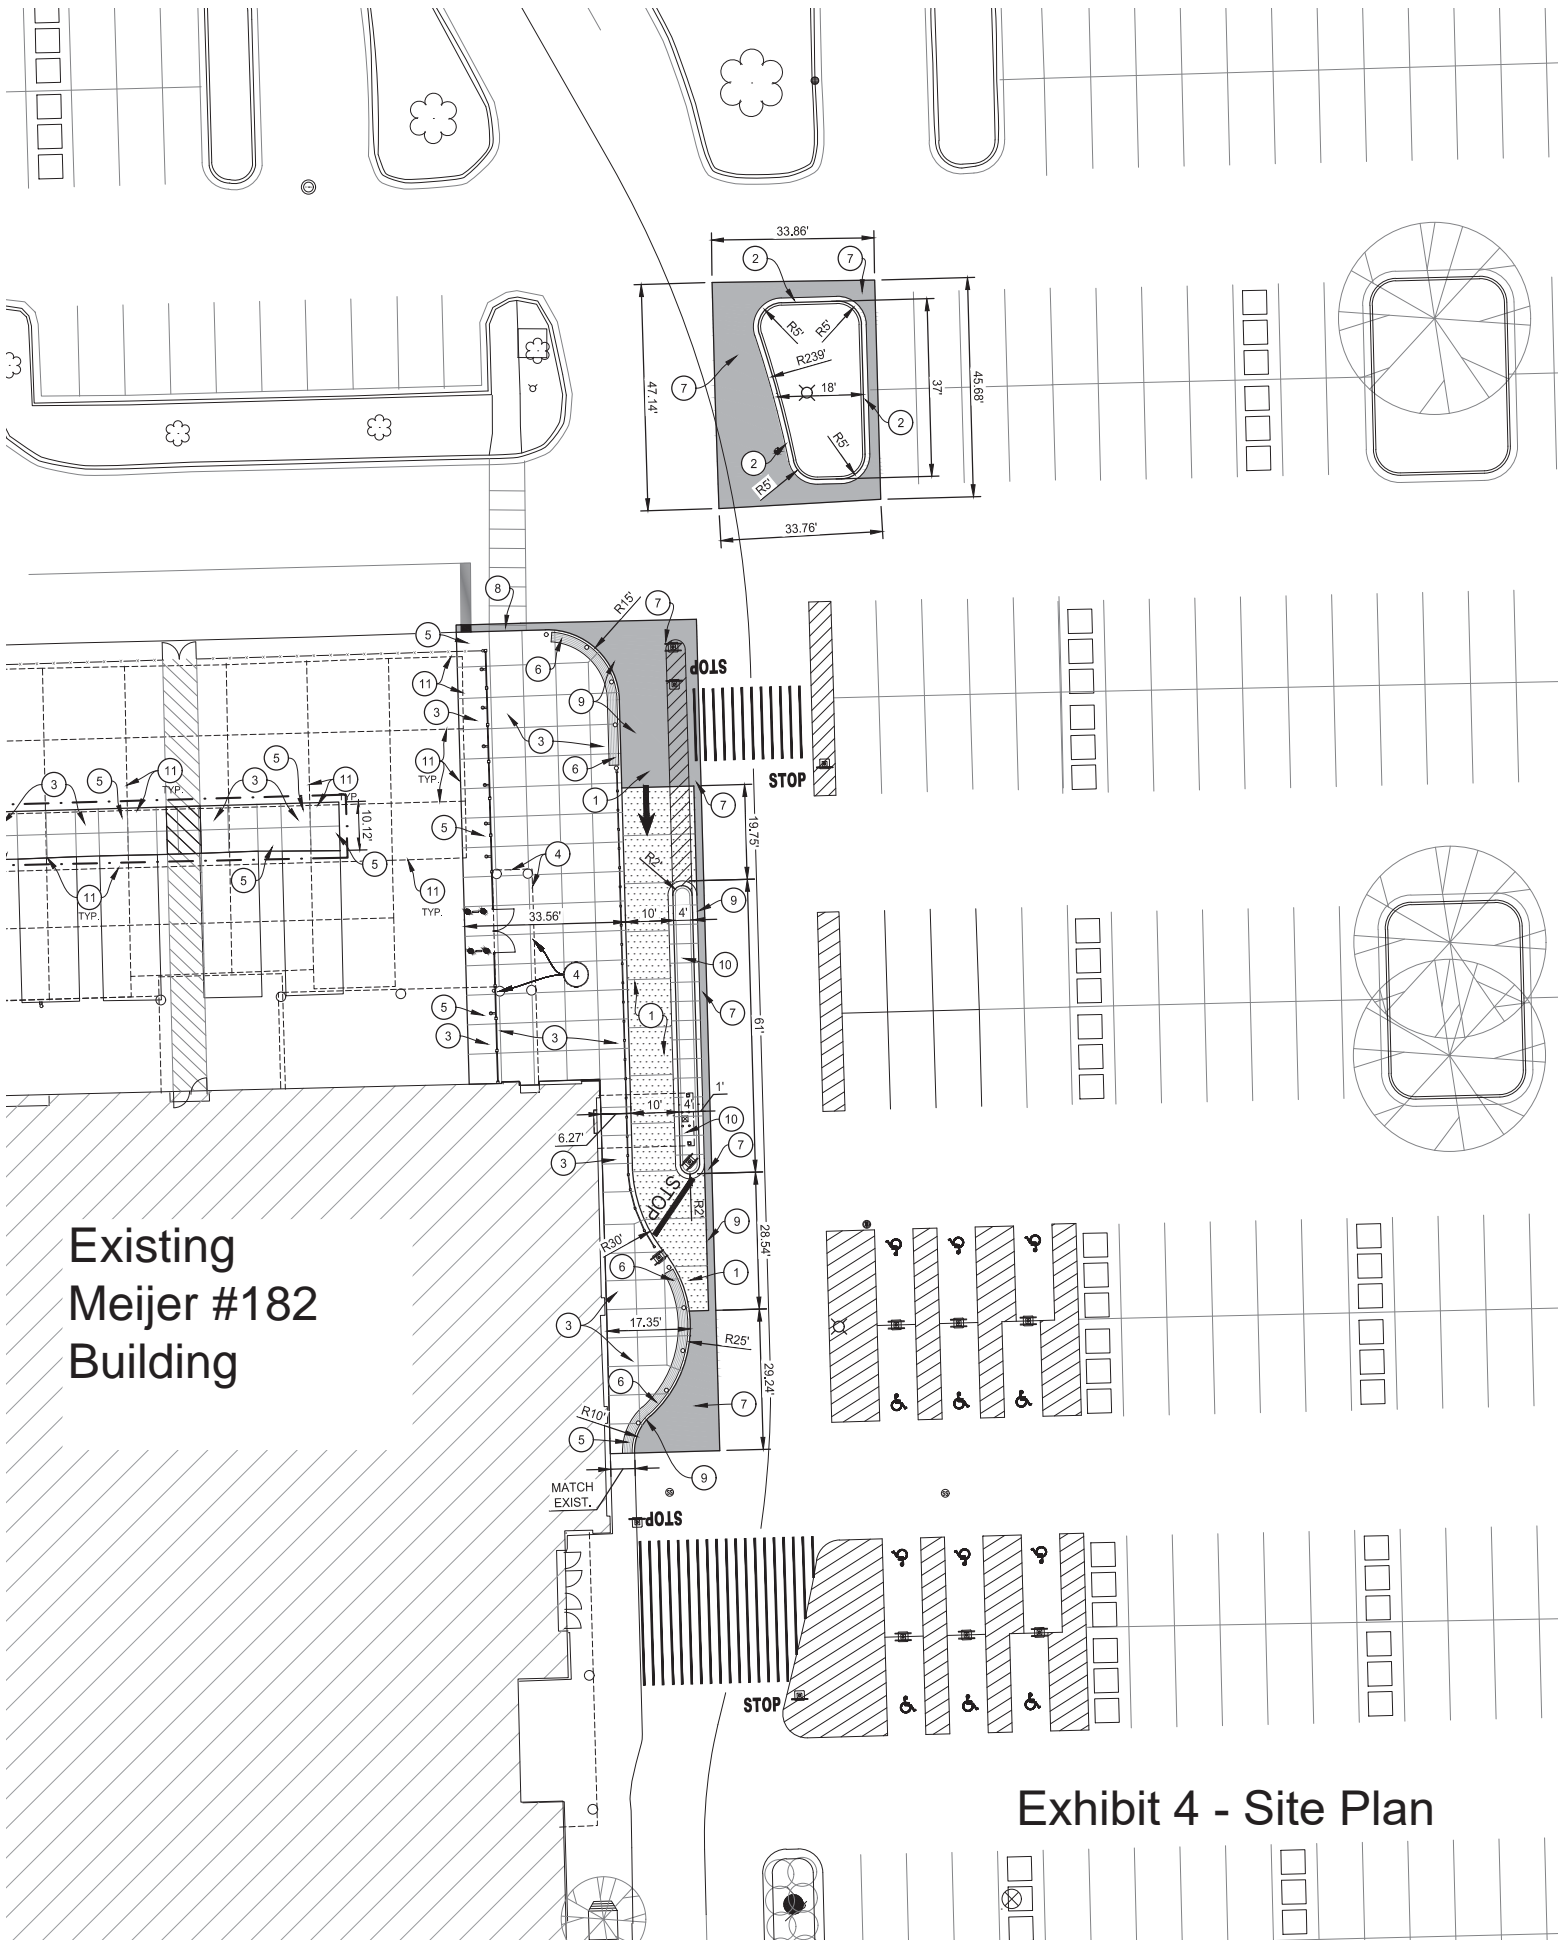 33.86'
2
7
R5'
R5'
R239'
18'
37'
45.68'
47.14'
7
2
2
R5'
R5'
33.76'
8
R15'
7
5
6
STOP
11
9
3
3
11
TYP.
6
STOP
5
3
5
11
TYP.
3
11
TYP.
1
7
10.12'
19.75'
5
4
R2'
5
5
11
TYP.
11
TYP.
9
33.56'
10'
4'
10
4
5
7
1
61'
3
3
1'
10'
4'
10
6.27'
7
3
STOP
R2'
9
28.54'
R30'
6
1
Existing
Meijer #182
Building
3
17.35'
R25'
29.24'
6
7
R10'
5
9
MATCH
EXIST.
STOP
STOP
Exhibit 4 - Site Plan